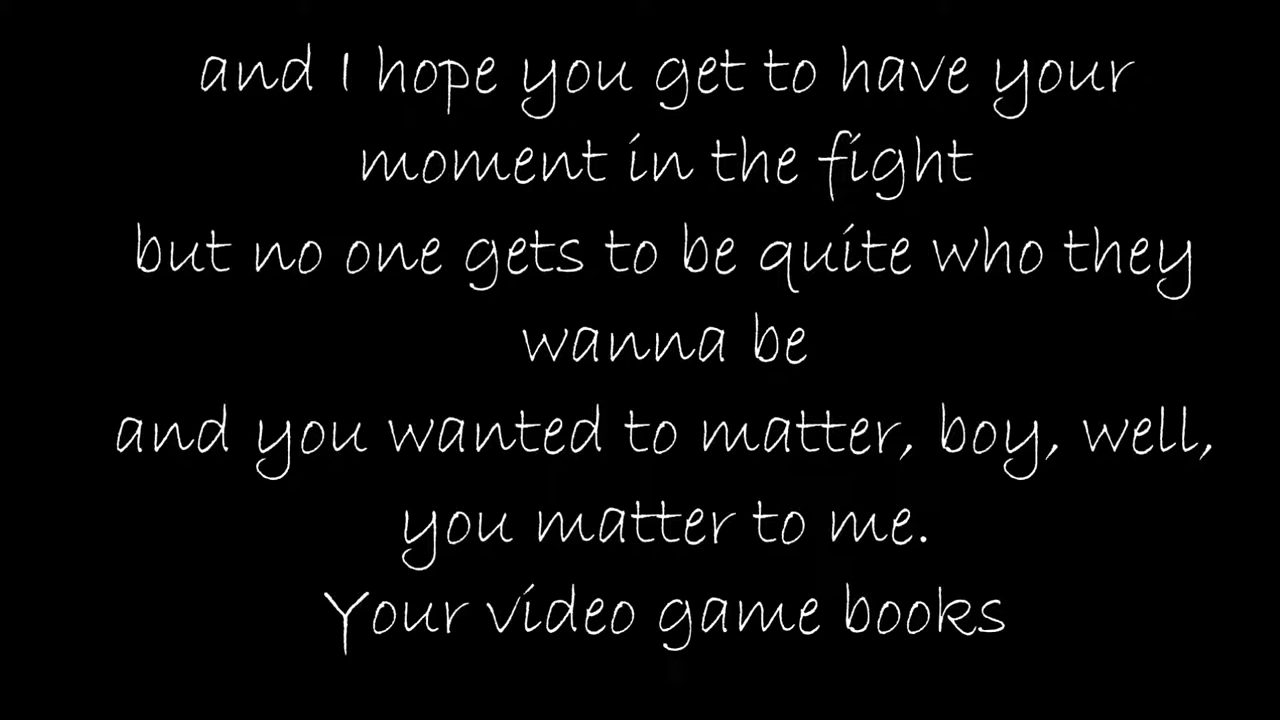 and I hope you get to have your
moment in the fight
but no one gets to be quite who they
wanna be
and you wanted to matter, boy, well,
you matter to me.
Your video game books